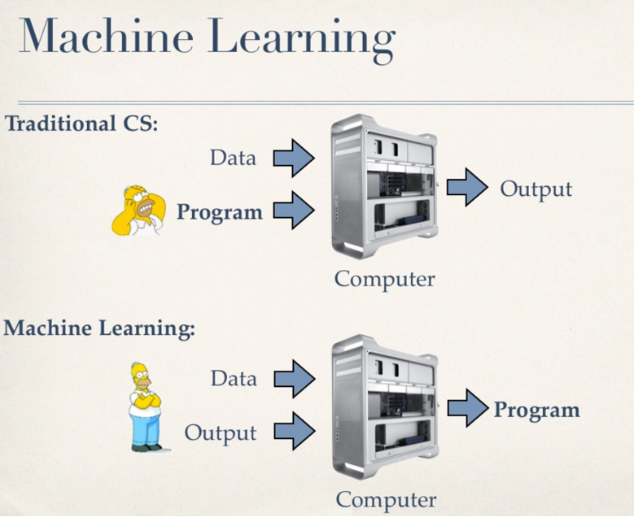 Machine Learning
Traditional CS:
Data
Program
Output
Computer
Machine Learning:
Data
Output
Program
Computer